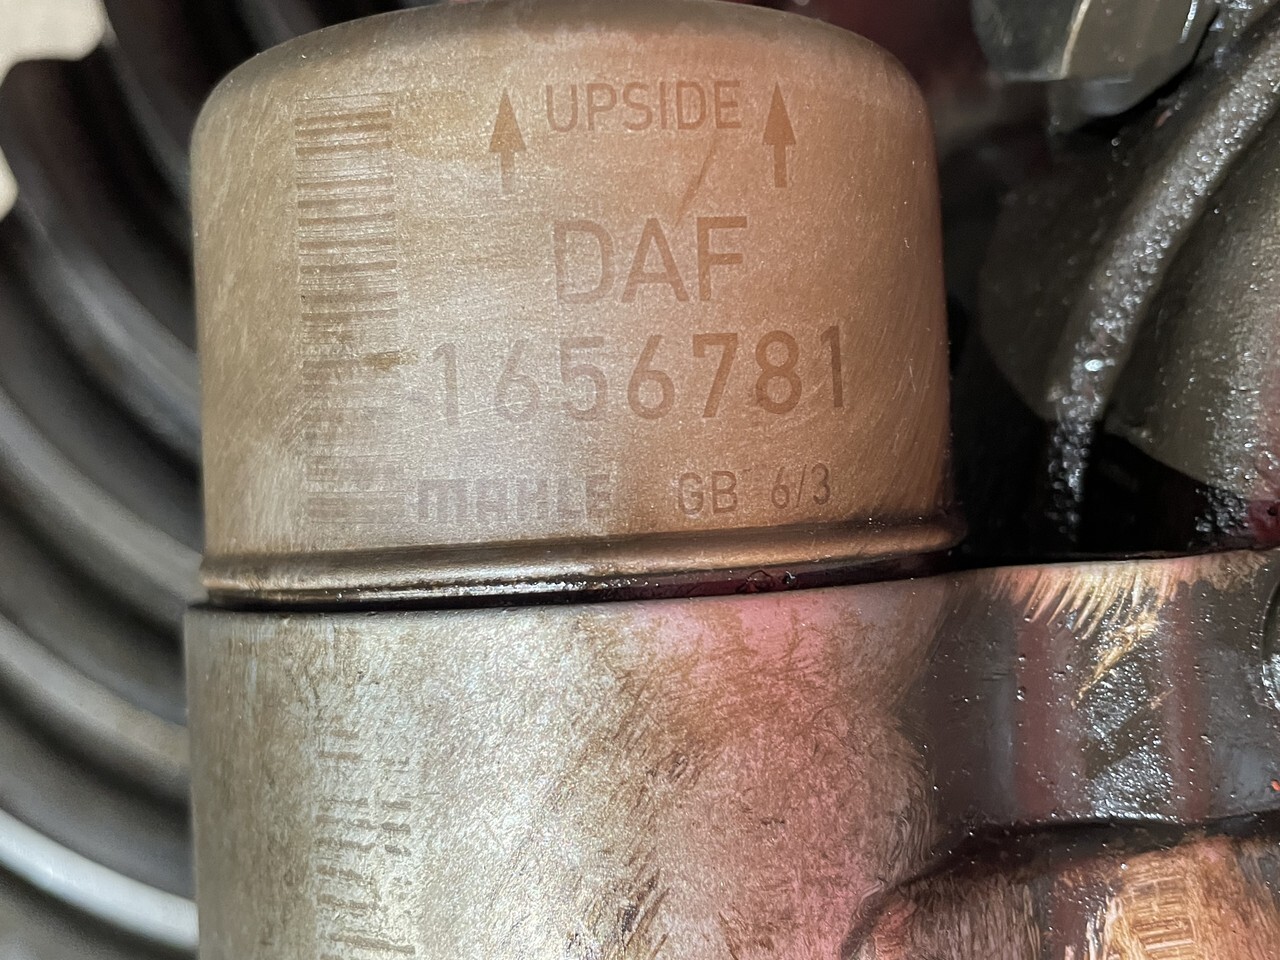 UPSIDE
DAF
1656781
MAHLE GB 6/3